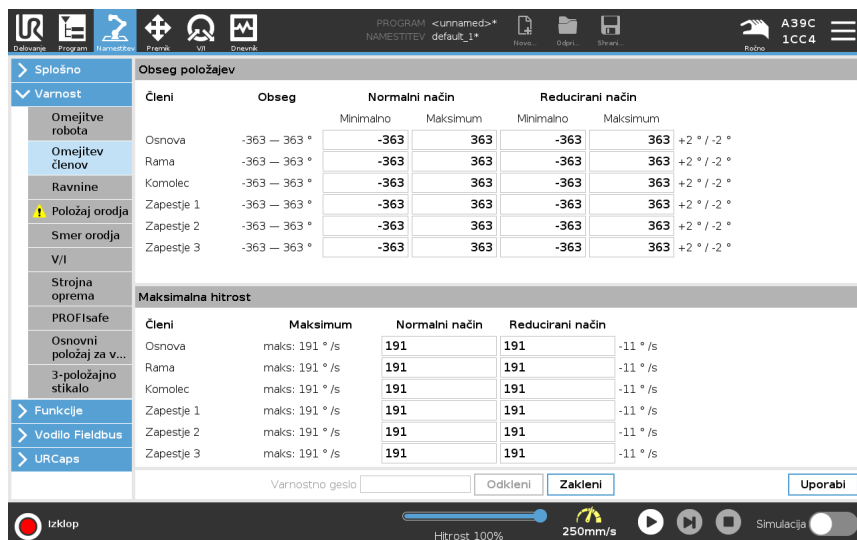 PROGRAM <unnamed>*
NAMESTITEV default_1*
A39C
1CC4
Delovanje Program Namestitev Premik V/I Dnevnik Novo... Odpri... Shrani... Ročno
Splošno
Varnost
Omejitve
robota
Omejitev
členov
Ravnine
Položaj orodja
Smer orodja
V/I
Strojna
oprema
PROFIsafe
Osnovni
položaj za v...
3-položajno
stikalo
Funkcije
Vodilo Fieldbus
URCaps
Obseg položajev
Členi Obseg Normalni način Reducirani način
Minimalno Maksimum Minimalno Maksimum
Osnova -363 — 363 ° -363 363 -363 363 +2 ° / -2 °
Rama -363 — 363 ° -363 363 -363 363 +2 ° / -2 °
Komolec -363 — 363 ° -363 363 -363 363 +2 ° / -2 °
Zapestje 1 -363 — 363 ° -363 363 -363 363 +2 ° / -2 °
Zapestje 2 -363 — 363 ° -363 363 -363 363 +2 ° / -2 °
Zapestje 3 -363 — 363 ° -363 363 -363 363 +2 ° / -2 °
Maksimalna hitrost
Členi Maksimum Normalni način Reducirani način
Osnova maks: 191 ° /s 191 191 -11 ° /s
Rama maks: 191 ° /s 191 191 -11 ° /s
Komolec maks: 191 ° /s 191 191 -11 ° /s
Zapestje 1 maks: 191 ° /s 191 191 -11 ° /s
Zapestje 2 maks: 191 ° /s 191 191 -11 ° /s
Zapestje 3 maks: 191 ° /s 191 191 -11 ° /s
Varnostno geslo Odkleni Zakleni Uporabi
Izklop Hitrost 100% 250mm/s Simulacija